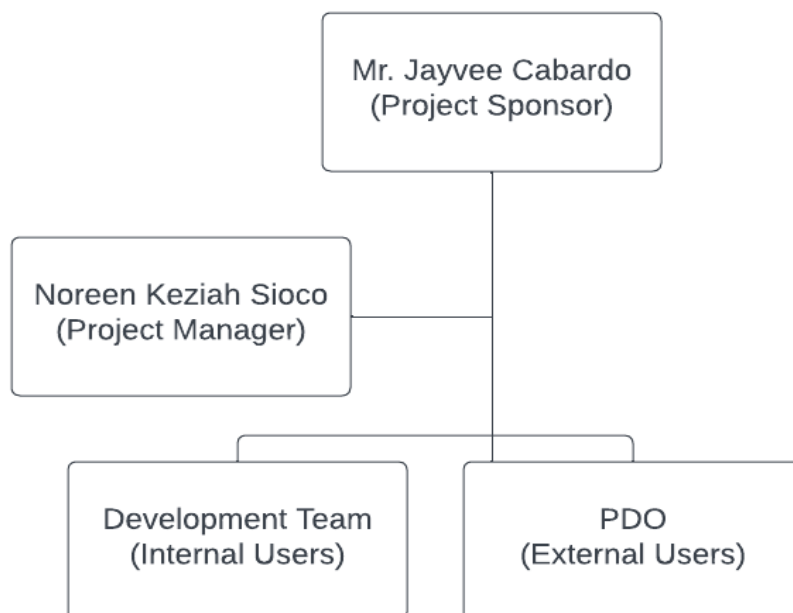 Mr. Jayvee Cabardo
(Project Sponsor)
Noreen Keziah Sioco
(Project Manager)
Development Team
(Internal Users)
PDO
(External Users)